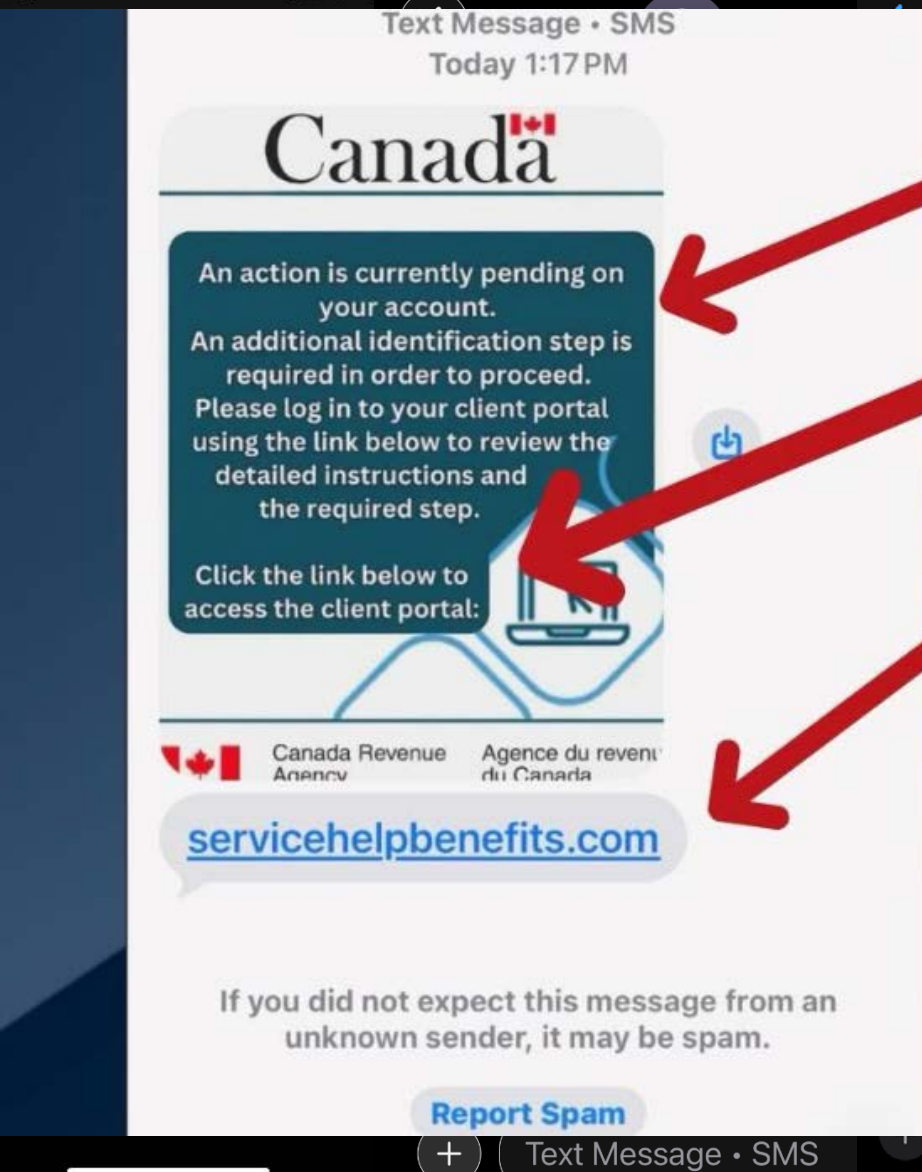 Text Message • SMS
Today 1:17 PM
Canada
An action is currently pending on
your account.
An additional identification step is
required in order to proceed.
Please log in to your client portal
using the link below to review the
detailed instructions and
the required step.
Click the link below to
access the client portal:
Canada Revenue
Agency
Agence du revenu
du Canada
servicehelpbenefits.com
If you did not expect this message from an
unknown sender, it may be spam.
Report Spam
Text Message • SMS